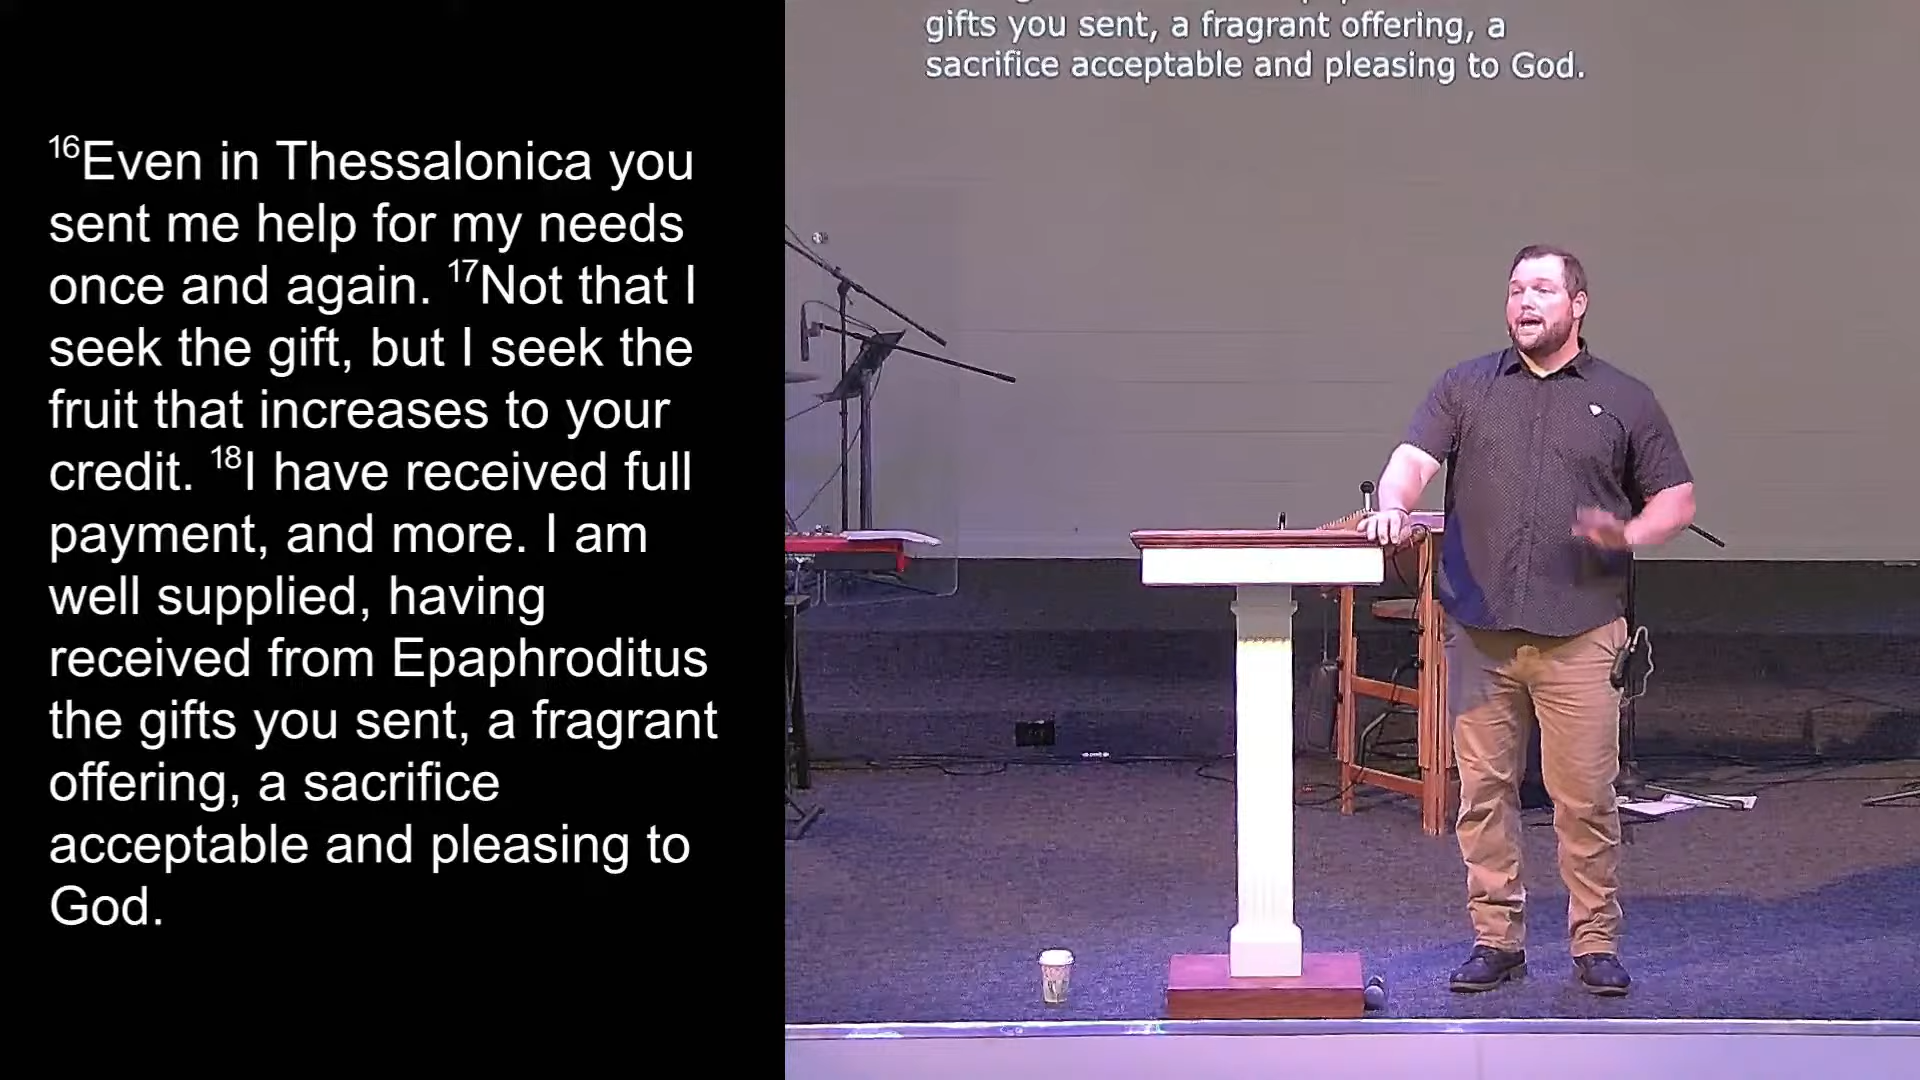 16Even in Thessalonica you
sent me help for my needs
once and again. 17Not that I
seek the gift, but I seek the
fruit that increases to your
credit. 18I have received full
payment, and more. I am
well supplied, having
received from Epaphroditus
the gifts you sent, a fragrant
offering, a sacrifice
acceptable and pleasing to
God.
gifts you sent, a fragrant offering, a
sacrifice acceptable and pleasing to God.